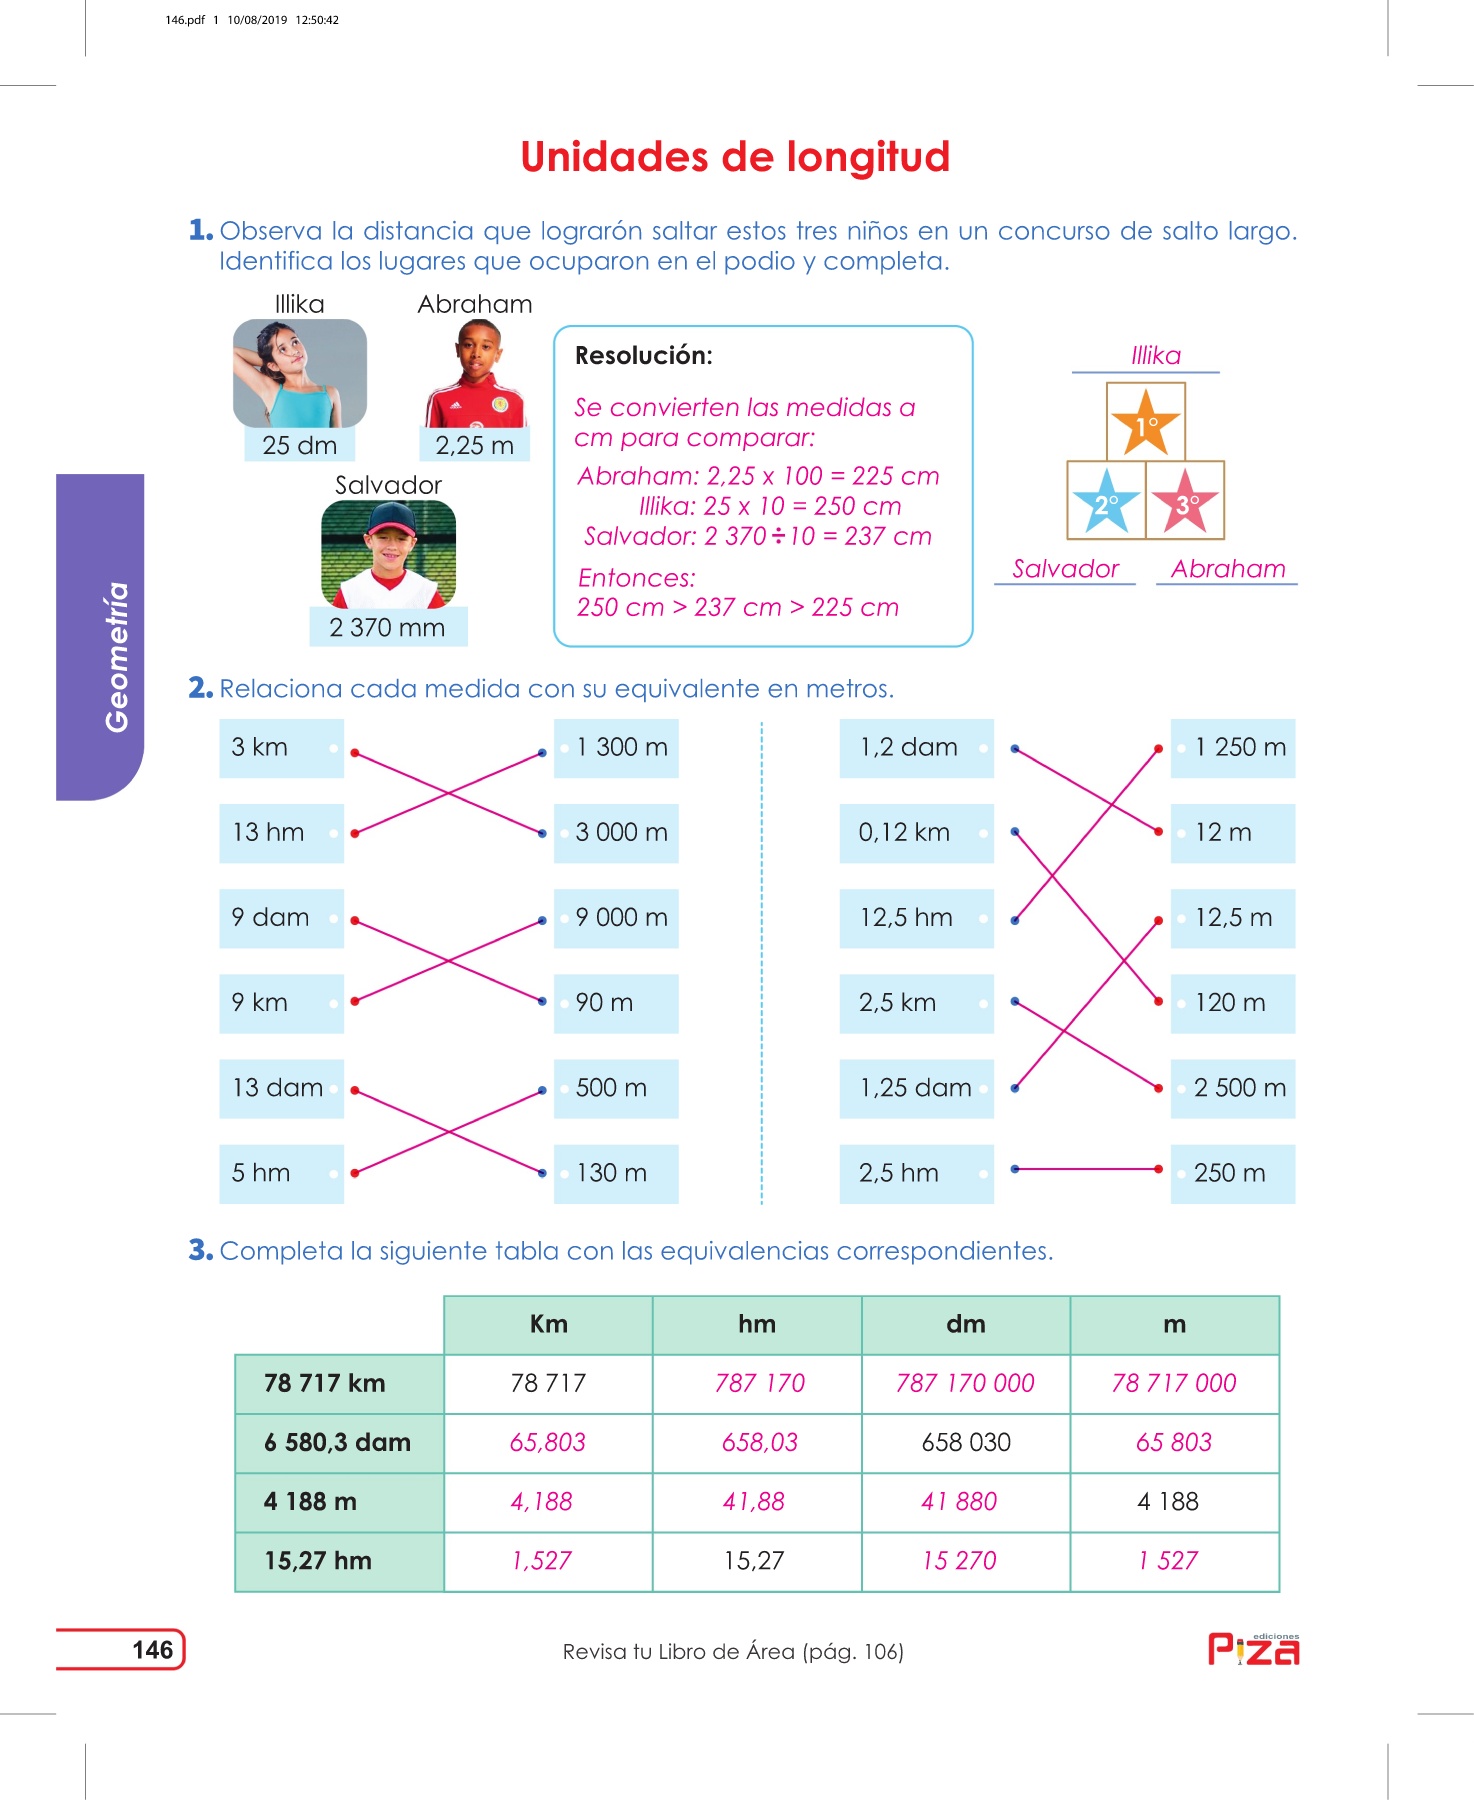 146.pdf 1 10/08/2019 12:50:42
Unidades de longitud
1. Observa la distancia que lograrón saltar estos tres niños en un concurso de salto largo.
Identifica los lugares que ocuparon en el podio y completa.
Illika
25 dm
Abraham
2,25 m
Salvador
2 370 mm
Resolución:
Se convierten las medidas a
cm para comparar:
Abraham: 2,25 x 100 = 225 cm
Illika: 25 x 10 = 250 cm
Salvador: 2 370 ÷ 10 = 237 cm
Entonces:
250 cm > 237 cm > 225 cm
Illika
1°
2° 3°
Salvador Abraham
Geometría
2. Relaciona cada medida con su equivalente en metros.
3 km 1 300 m 1,2 dam 1 250 m
13 hm 3 000 m 0,12 km 12 m
9 dam 9 000 m 12,5 hm 12,5 m
9 km 90 m 2,5 km 120 m
13 dam 500 m 1,25 dam 2 500 m
5 hm 130 m 2,5 hm 250 m
3. Completa la siguiente tabla con las equivalencias correspondientes.
Km hm dm m
78 717 km 78 717 787 170 787 170 000 78 717 000
6 580,3 dam 65,803 658,03 658 030 65 803
4 188 m 4,188 41,88 41 880 4 188
15,27 hm 1,527 15,27 15 270 1 527
146
Revisa tu Libro de Área (pág. 106)
ediciones
Piza